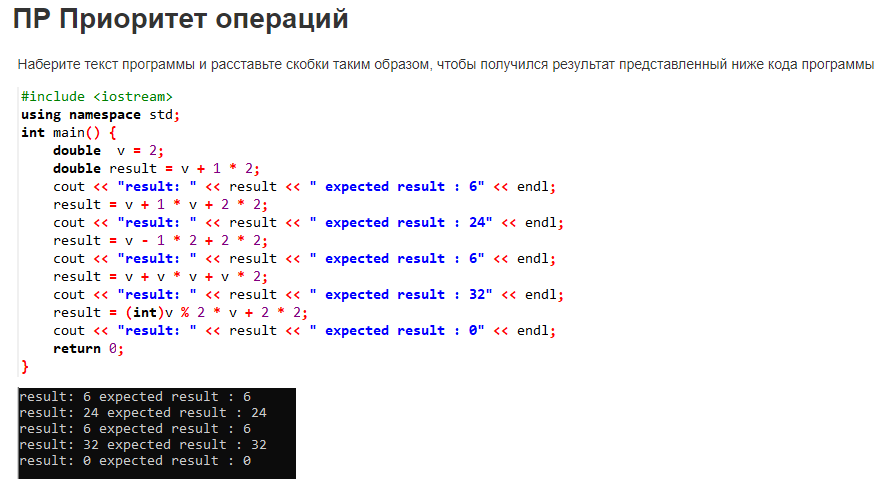 ПР Приоритет операций
Наберите текст программы и расставьте скобки таким образом, чтобы получился результат представленный ниже кода программы
#include <iostream>
using namespace std;
int main() {
    double  v = 2;
    double result = v + 1 * 2;
    cout << "result: " << result << " expected result : 6" << endl;
    result = v + 1 * v + 2 * 2;
    cout << "result: " << result << " expected result : 24" << endl;
    result = v - 1 * 2 + 2 * 2;
    cout << "result: " << result << " expected result : 6" << endl;
    result = v + v * v + v * 2;
    cout << "result: " << result << " expected result : 32" << endl;
    result = (int)v % 2 * v + 2 * 2;
    cout << "result: " << result << " expected result : 0" << endl;
    return 0;
}
result: 6 expected result : 6
result: 24 expected result : 24
result: 6 expected result : 6
result: 32 expected result : 32
result: 0 expected result : 0